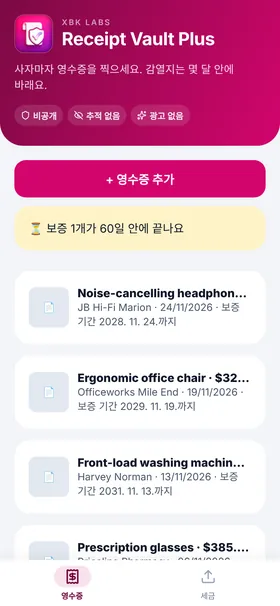 XBK LABS
Receipt Vault Plus
사자마자 영수증을 찍으세요. 감열지는 몇 달 안에
바래요.
비공개
추적 없음
광고 없음
+ 영수증 추가
⏳ 보증 1개가 60일 안에 끝나요
Noise-cancelling headphon...
JB Hi-Fi Marion · 24/11/2026 · 보증
기간 2028. 11. 24.까지
Ergonomic office chair · $32...
Officeworks Mile End · 19/11/2026 ·
보증 기간 2029. 11. 19.까지
Front-load washing machin...
Harvey Norman · 13/11/2026 · 보증
기간 2031. 11. 13.까지
Prescription glasses · $385....
영수증
세금